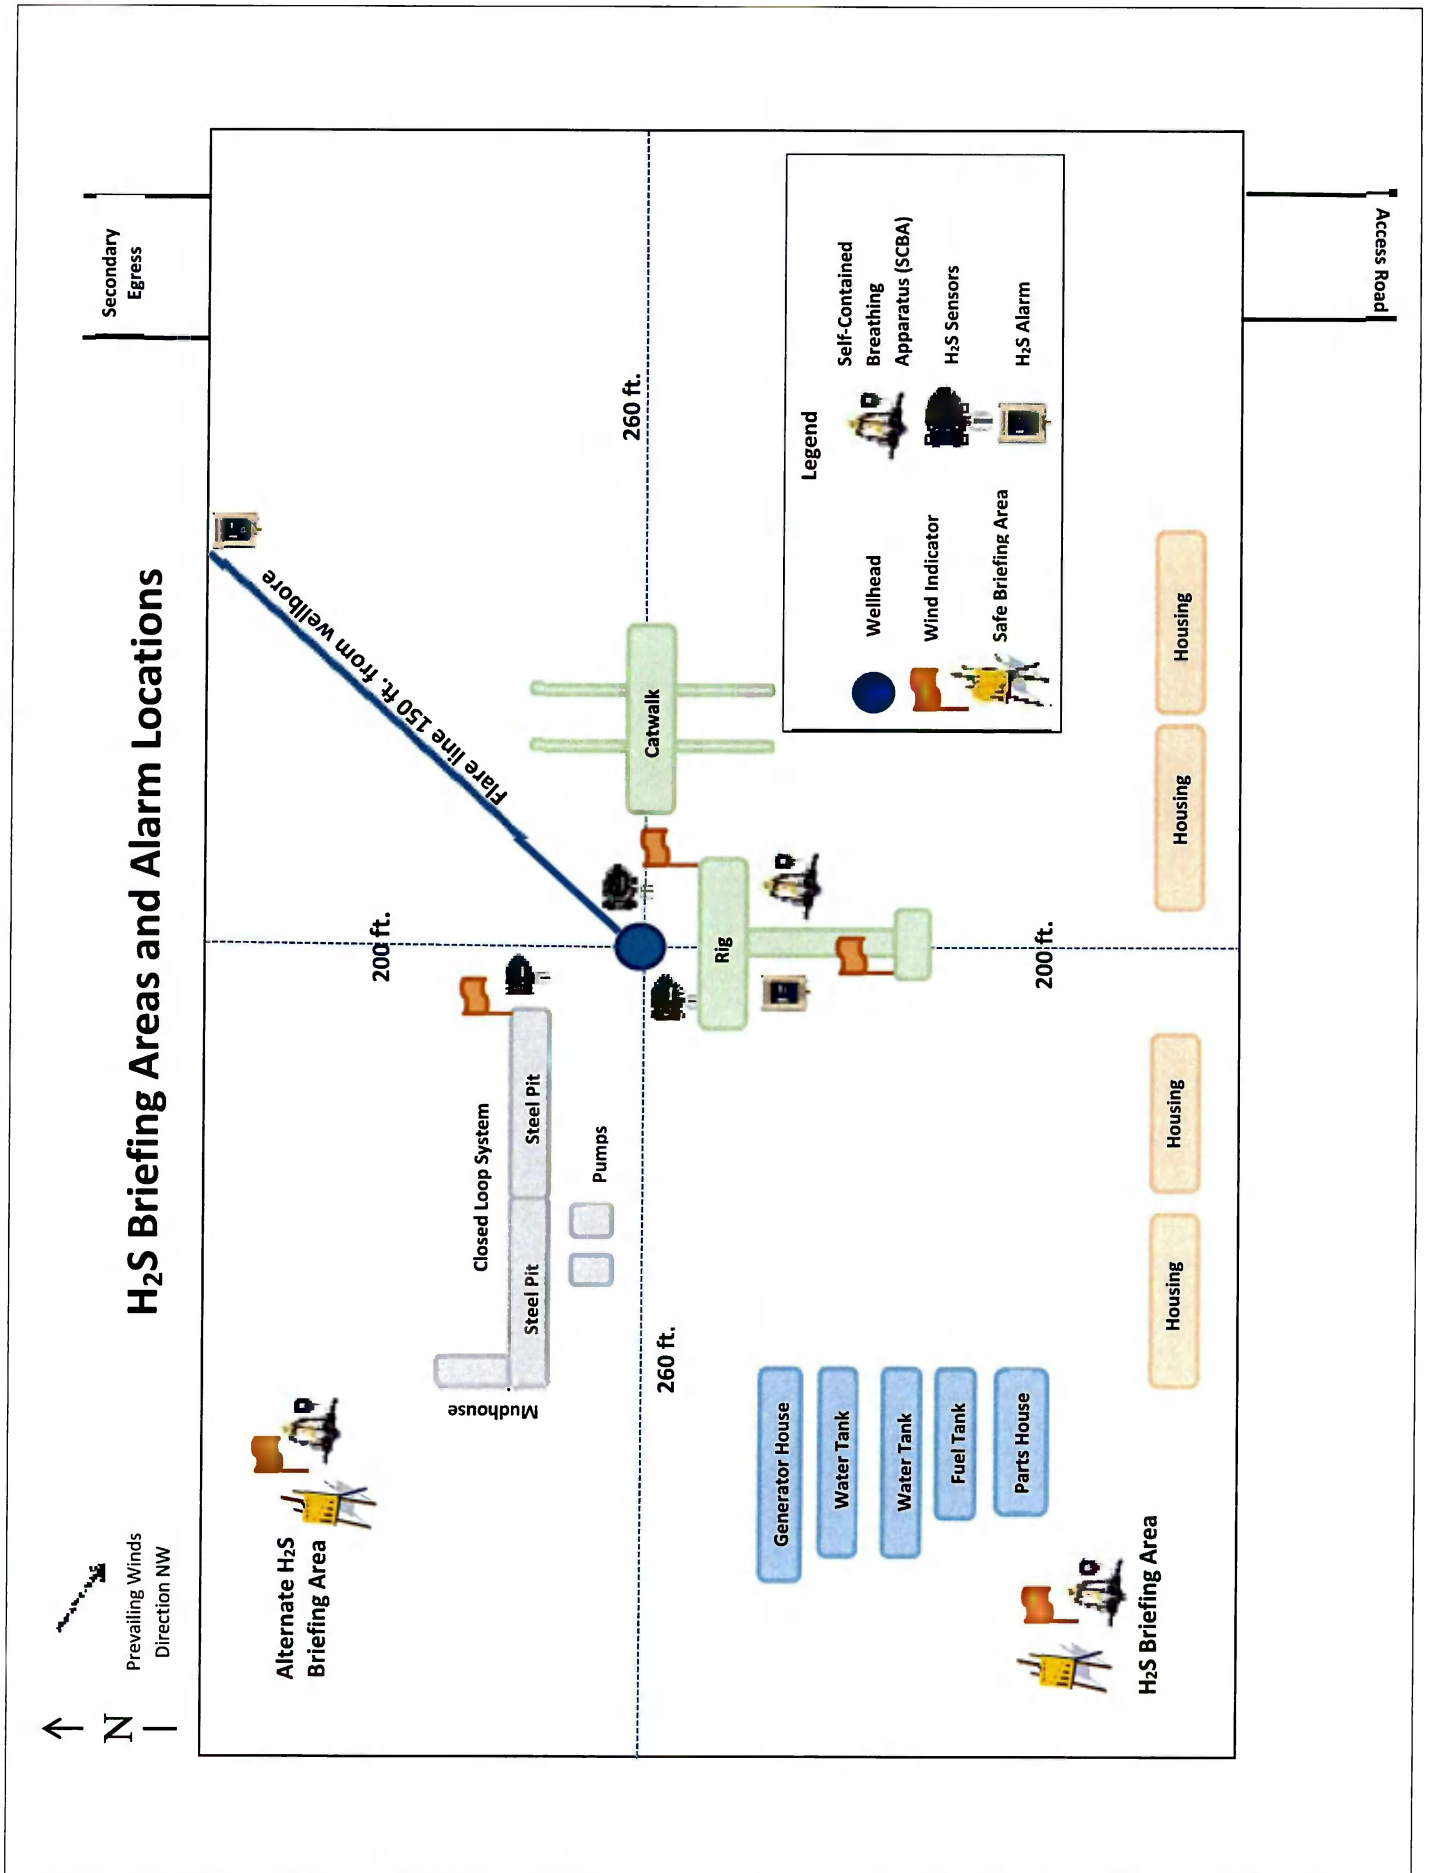 H₂S Briefing Areas and Alarm Locations
N
Prevailing Winds
Direction NW
Secondary
Egress
Alternate H₂S
Briefing Area
Mudhouse
Closed Loop System
Steel Pit
Steel Pit
Pumps
200 ft.
Flare line 150 ft. from wellbore
260 ft.
260 ft.
Catwalk
Rig
200 ft.
Generator House
Water Tank
Water Tank
Fuel Tank
Parts House
H₂S Briefing Area
Legend
Wellhead
Wind Indicator
Safe Briefing Area
Self-Contained
Breathing
Apparatus (SCBA)
H₂S Sensors
H₂S Alarm
Housing
Housing
Housing
Housing
Access Road